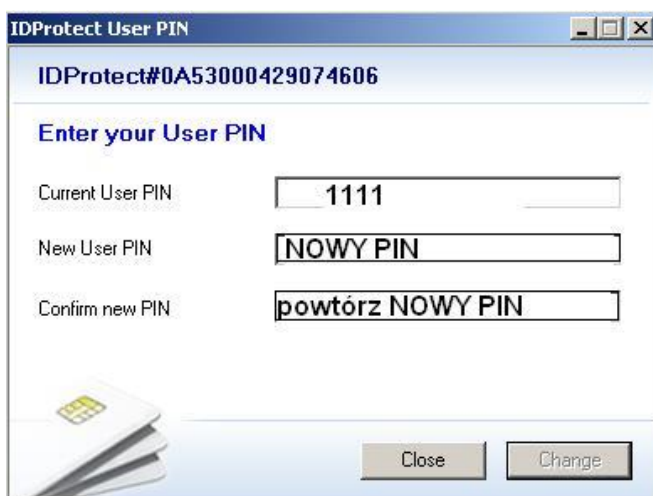 IDProtect User PIN
IDProtect#0A53000429074606
Enter your User PIN
Current User PIN 1111
New User PIN NOWY PIN
Confirm new PIN powtórz NOWY PIN
Close Change